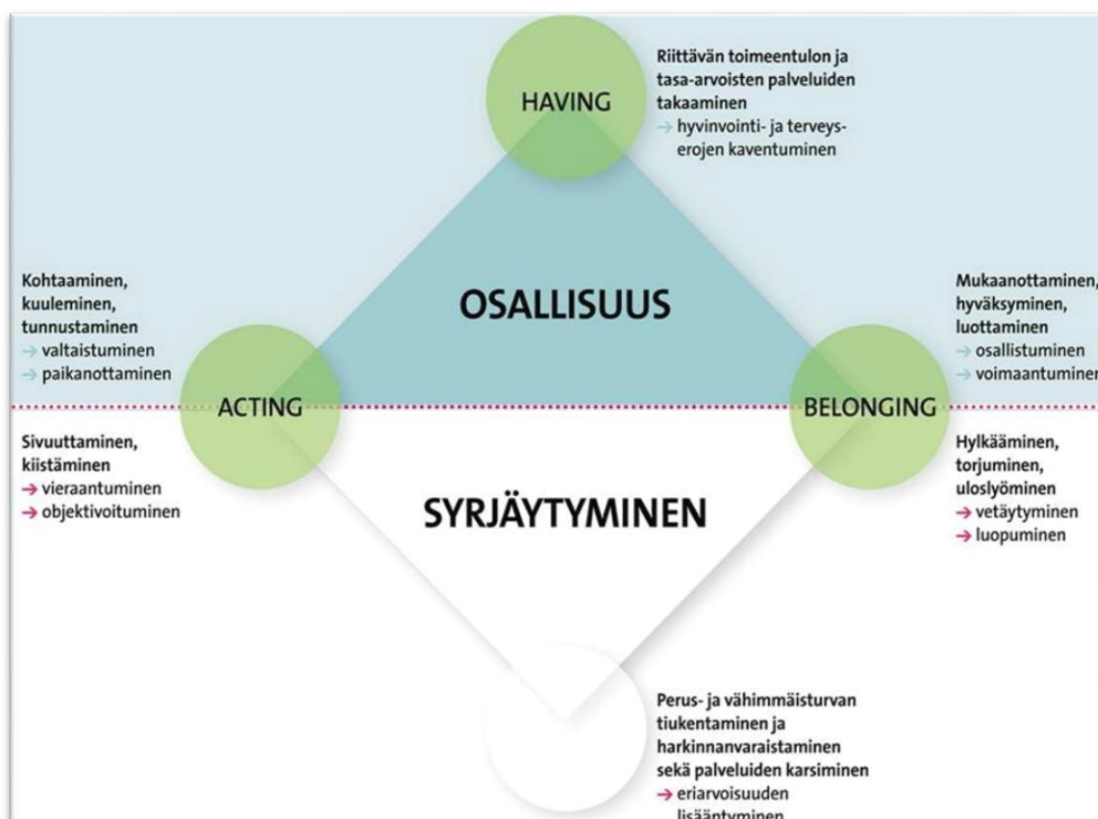 HAVING
Riittävän toimeentulon ja
tasa-arvoisten palveluiden
takaaminen
→ hyvinvointi- ja terveys-
erojen kaventuminen
OSALLISUUS
Kohtaaminen,
kuuleminen,
tunnustaminen
→ valtaistuminen
→ paikanottaminen
Mukaanottaminen,
hyväksyminen,
luottaminen
→ osallistuminen
→ voimaantuminen
ACTING
BELONGING
Sivuuttaminen,
kiistäminen
→ vieraantuminen
→ objektivoituminen
SYRJÄYTYMINEN
Hylkääminen,
torjuminen,
uloslyöminen
→ vetäytyminen
→ luopuminen
Perus- ja vähimmäisturvan
tiukentaminen ja
harkinnanvaraistaminen
sekä palveluiden karsiminen
→ eriarvoisuuden
lisääntyminen